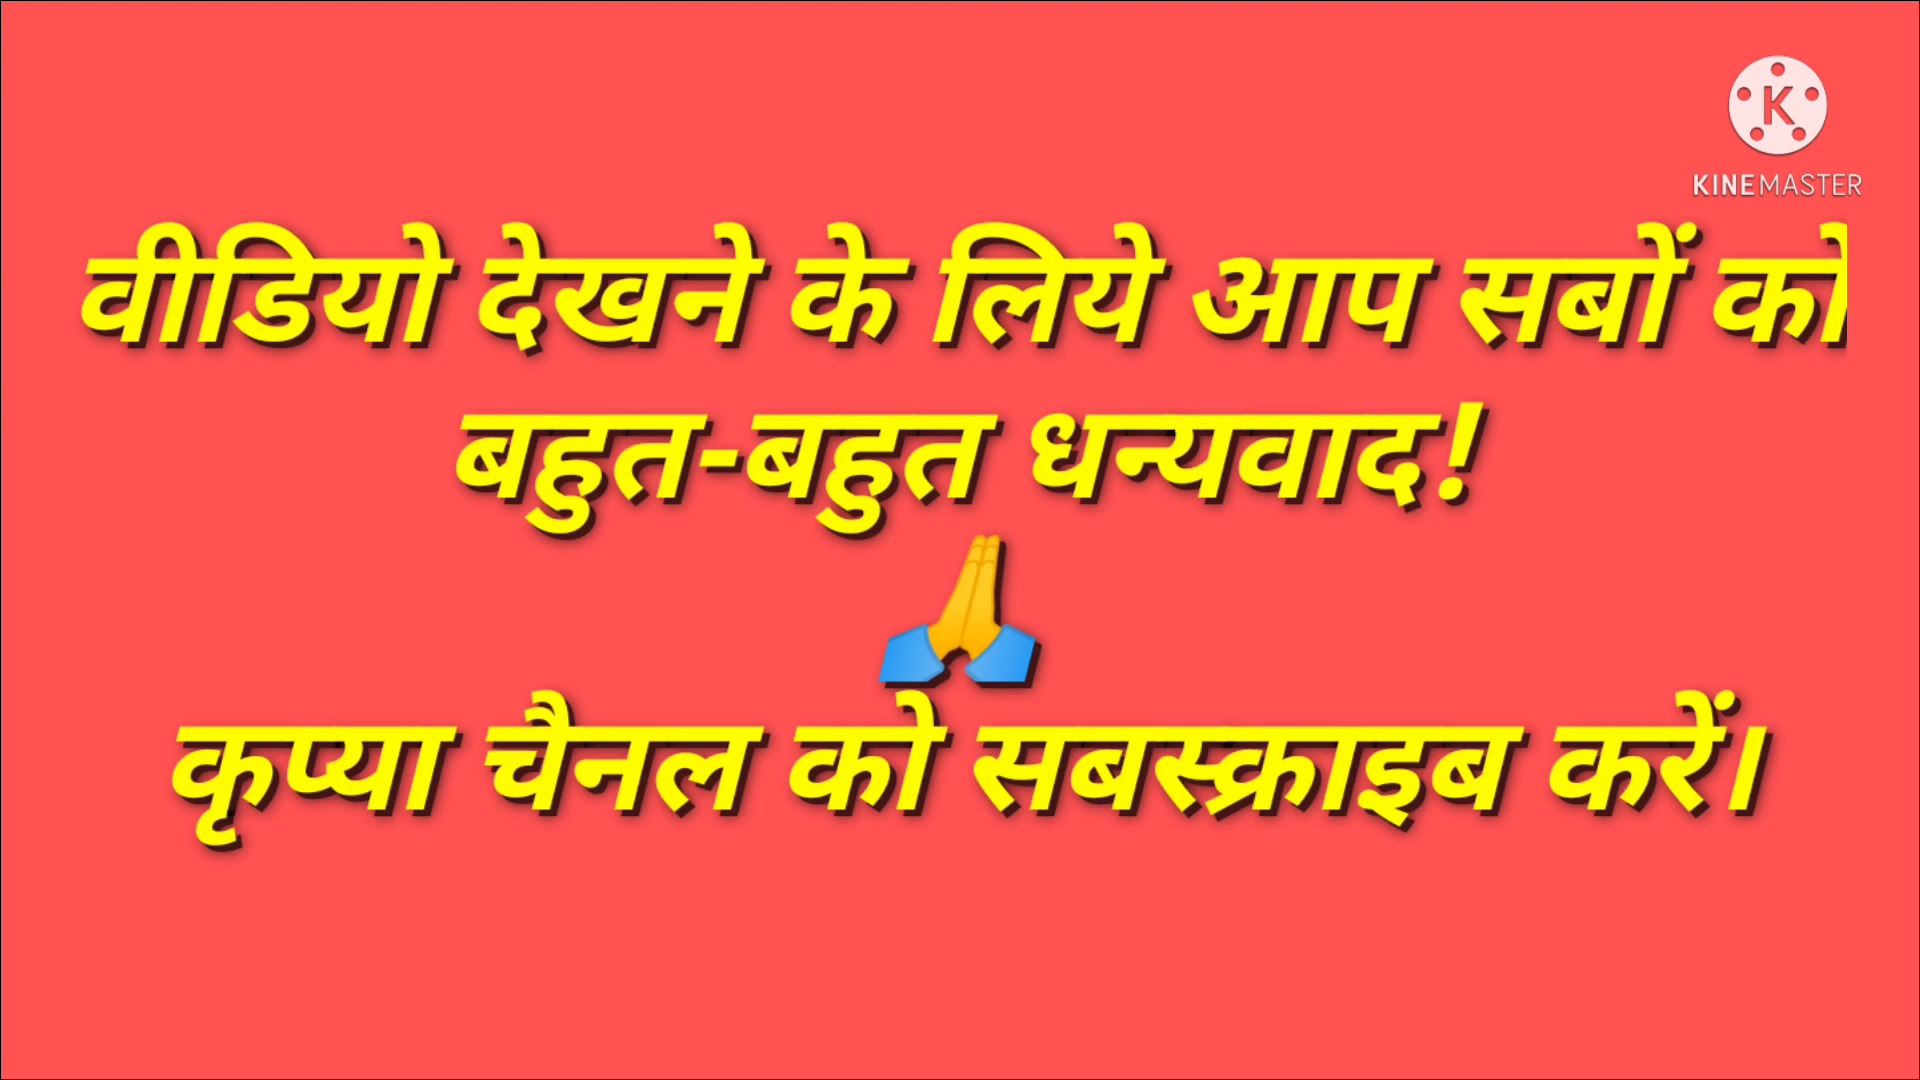 KINEMASTER
वीडियो देखने के लिये आप सबों को
बहुत-बहुत धन्यवाद!
🙏
कृप्या चैनल को सबस्क्राइब करें।